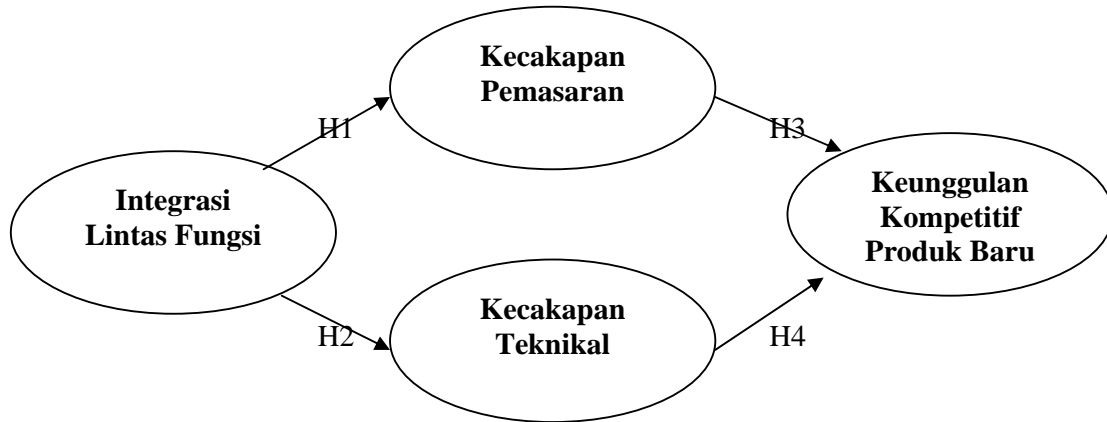 Kecakapan
Pemasaran
H1
H3
Integrasi
Lintas Fungsi
Keunggulan
Kompetitif
Produk Baru
H2
Kecakapan
Teknikal
H4